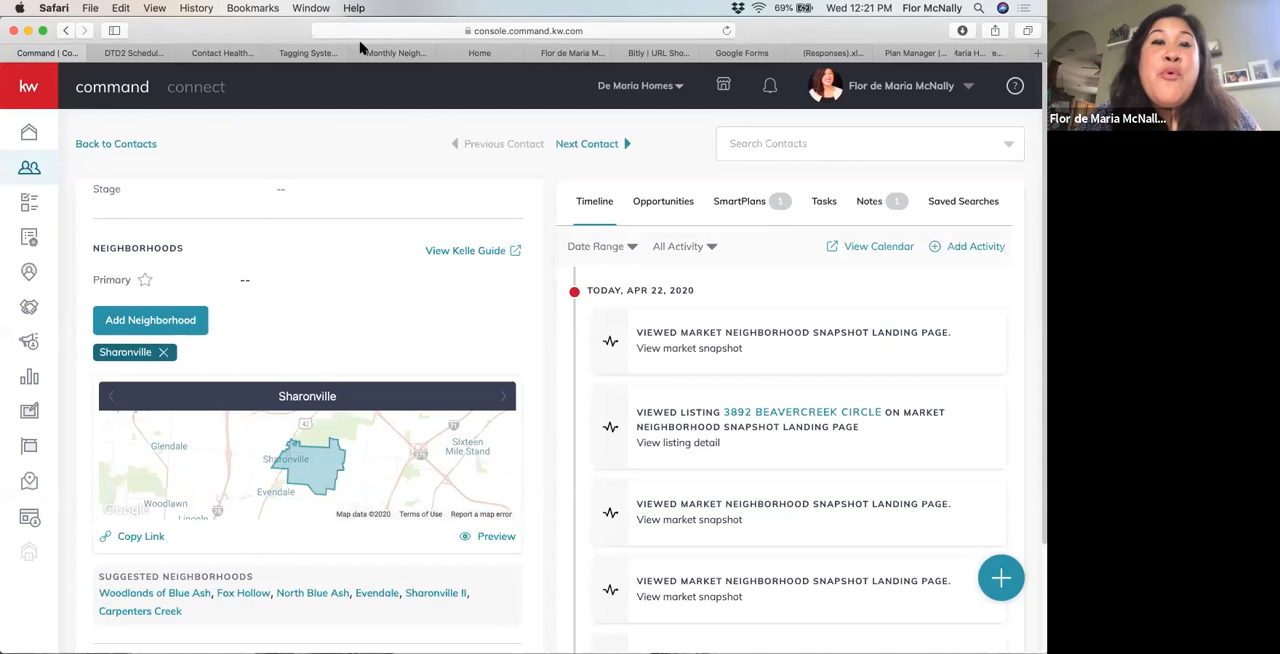 Safari File Edit View History Bookmarks Window Help 69% Wed 12:21 PM Flor McNally
console.command.kw.com
Command | Co... DTD2 Schedul... Contact Health... Tagging Syste... Monthly Neigh... Home Flor de Maria M... Bitly | URL Sho... Google Forms (Responses).xl... Plan Manager |... Maria H... e...
kw command connect De Maria Homes Flor de Maria McNally ?
Back to Contacts Previous Contact Next Contact Search Contacts
Stage --
NEIGHBORHOODS View Kelle Guide
Primary --
Add Neighborhood
Sharonville
Sharonville
42
71
Sixteen
Mile Stand
Glendale
Sharonville
275
Evendale
Woodlawn
75
Google Map data ©2020 Terms of Use Report a map error
Copy Link Preview
SUGGESTED NEIGHBORHOODS
Woodlands of Blue Ash, Fox Hollow, North Blue Ash, Evendale, Sharonville II,
Carpenters Creek
Timeline Opportunities SmartPlans 1 Tasks Notes 1 Saved Searches
Date Range All Activity View Calendar Add Activity
TODAY, APR 22, 2020
VIEWED MARKET NEIGHBORHOOD SNAPSHOT LANDING PAGE.
View market snapshot
VIEWED LISTING 3892 BEAVERCREEK CIRCLE ON MARKET
NEIGHBORHOOD SNAPSHOT LANDING PAGE
View listing detail
VIEWED MARKET NEIGHBORHOOD SNAPSHOT LANDING PAGE.
View market snapshot
VIEWED MARKET NEIGHBORHOOD SNAPSHOT LANDING PAGE.
View market snapshot
Flor de Maria McNall...